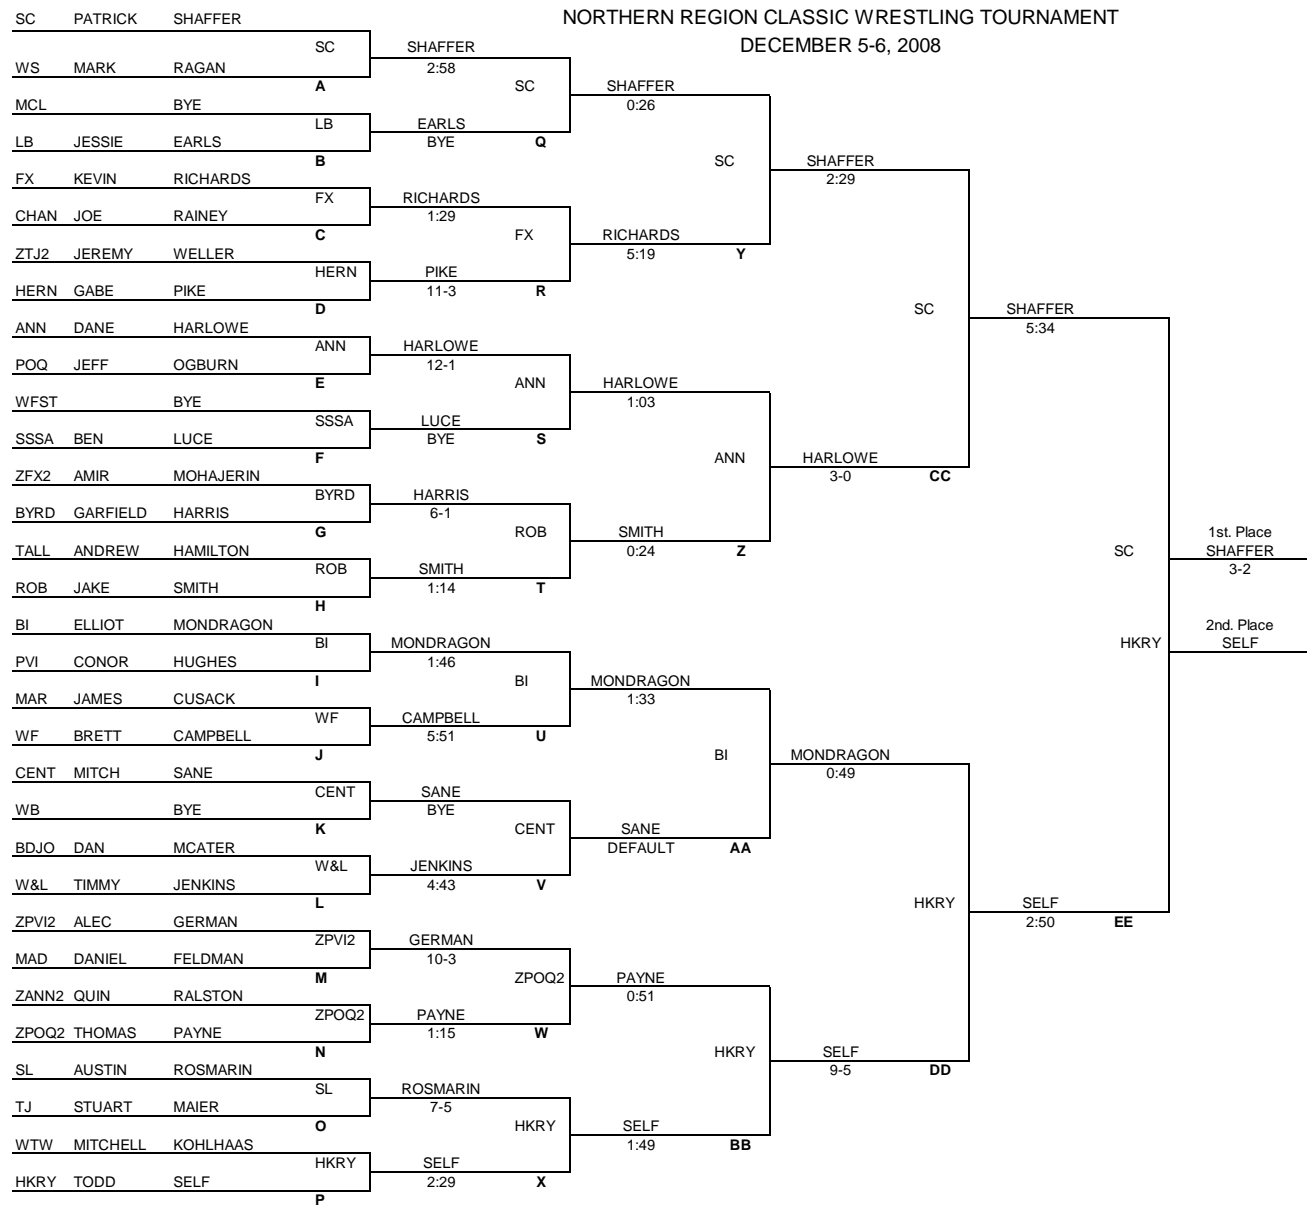 SC PATRICK SHAFFER NORTHERN REGION CLASSIC WRESTLING TOURNAMENT
SC SHAFFER DECEMBER 5-6, 2008
WS MARK RAGAN 2:58
A SC SHAFFER
MCL BYE 0:26
LB EARLS
LB JESSIE EARLS BYE Q
B SC SHAFFER
FX KEVIN RICHARDS 2:29
FX RICHARDS
CHAN JOE RAINEY 1:29
C FX RICHARDS
ZTJ2 JEREMY WELLER 5:19 Y
HERN PIKE
HERN GABE PIKE 11-3 R
D SC SHAFFER
ANN DANE HARLOWE 5:34
ANN HARLOWE
POQ JEFF OGBURN 12-1
E ANN HARLOWE
WFST BYE 1:03
SSSA LUCE
SSSA BEN LUCE BYE S
F ANN HARLOWE
ZFX2 AMIR MOHAJERIN 3-0 CC
BYRD HARRIS
BYRD GARFIELD HARRIS 6-1
G ROB SMITH 1st. Place
TALL ANDREW HAMILTON 0:24 Z SC SHAFFER
ROB SMITH 3-2
ROB JAKE SMITH 1:14 T
H
BI ELLIOT MONDRAGON 2nd. Place
BI MONDRAGON HKRY SELF
PVI CONOR HUGHES 1:46
I BI MONDRAGON
MAR JAMES CUSACK 1:33
WF CAMPBELL
WF BRETT CAMPBELL 5:51 U
J BI MONDRAGON
CENT MITCH SANE 0:49
CENT SANE
WB BYE BYE
K CENT SANE
BDJO DAN MCATER DEFAULT AA
W&L JENKINS
W&L TIMMY JENKINS 4:43 V
L HKRY SELF
ZPVI2 ALEC GERMAN 2:50 EE
ZPVI2 GERMAN
MAD DANIEL FELDMAN 10-3
M ZPOQ2 PAYNE
ZANN2 QUIN RALSTON 0:51
ZPOQ2 PAYNE
ZPOQ2 THOMAS PAYNE 1:15 W
N HKRY SELF
SL AUSTIN ROSMARIN 9-5 DD
SL ROSMARIN
TJ STUART MAIER 7-5
O HKRY SELF
WTW MITCHELL KOHLHAAS 1:49 BB
HKRY SELF
HKRY TODD SELF 2:29 X
P